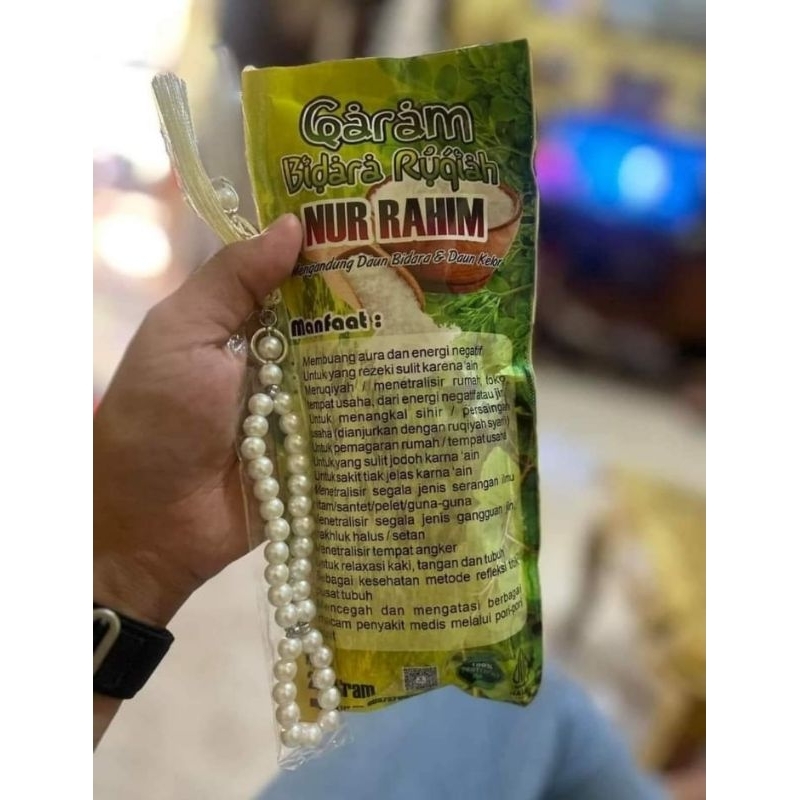 Garam
Bidara Ruqiah
NUR RAHIM
Mengandung Daun Bidara & Daun Kelor
Manfaat :
Membuang aura dan energi negatif
Untuk yang rezeki sulit karena 'ain
Meruqiyah / menetralisir rumah, toko,
tempat usaha, dari energi negatif atau jin
Untuk menangkal sihir / persaingan
usaha (dianjurkan dengan ruqiyah syar'i)
Untuk pemagaran rumah / tempat usaha
Untuk yang sulit jodoh karna 'ain
Untuk sakit tiak jelas karna 'ain
Menetralisir segala jenis serangan ilmu
hitam/santet/pelet/guna-guna
Menetralisir segala jenis gangguan jin,
makhluk halus / setan
Menetralisir tempat angker
Untuk relaxasi kaki, tangan dan tubuh
Sebagai kesehatan metode refleksi
pusat tubuh
Mencegah dan mengatasi berbagai
macam penyakit medis melalui pori-pori
100%